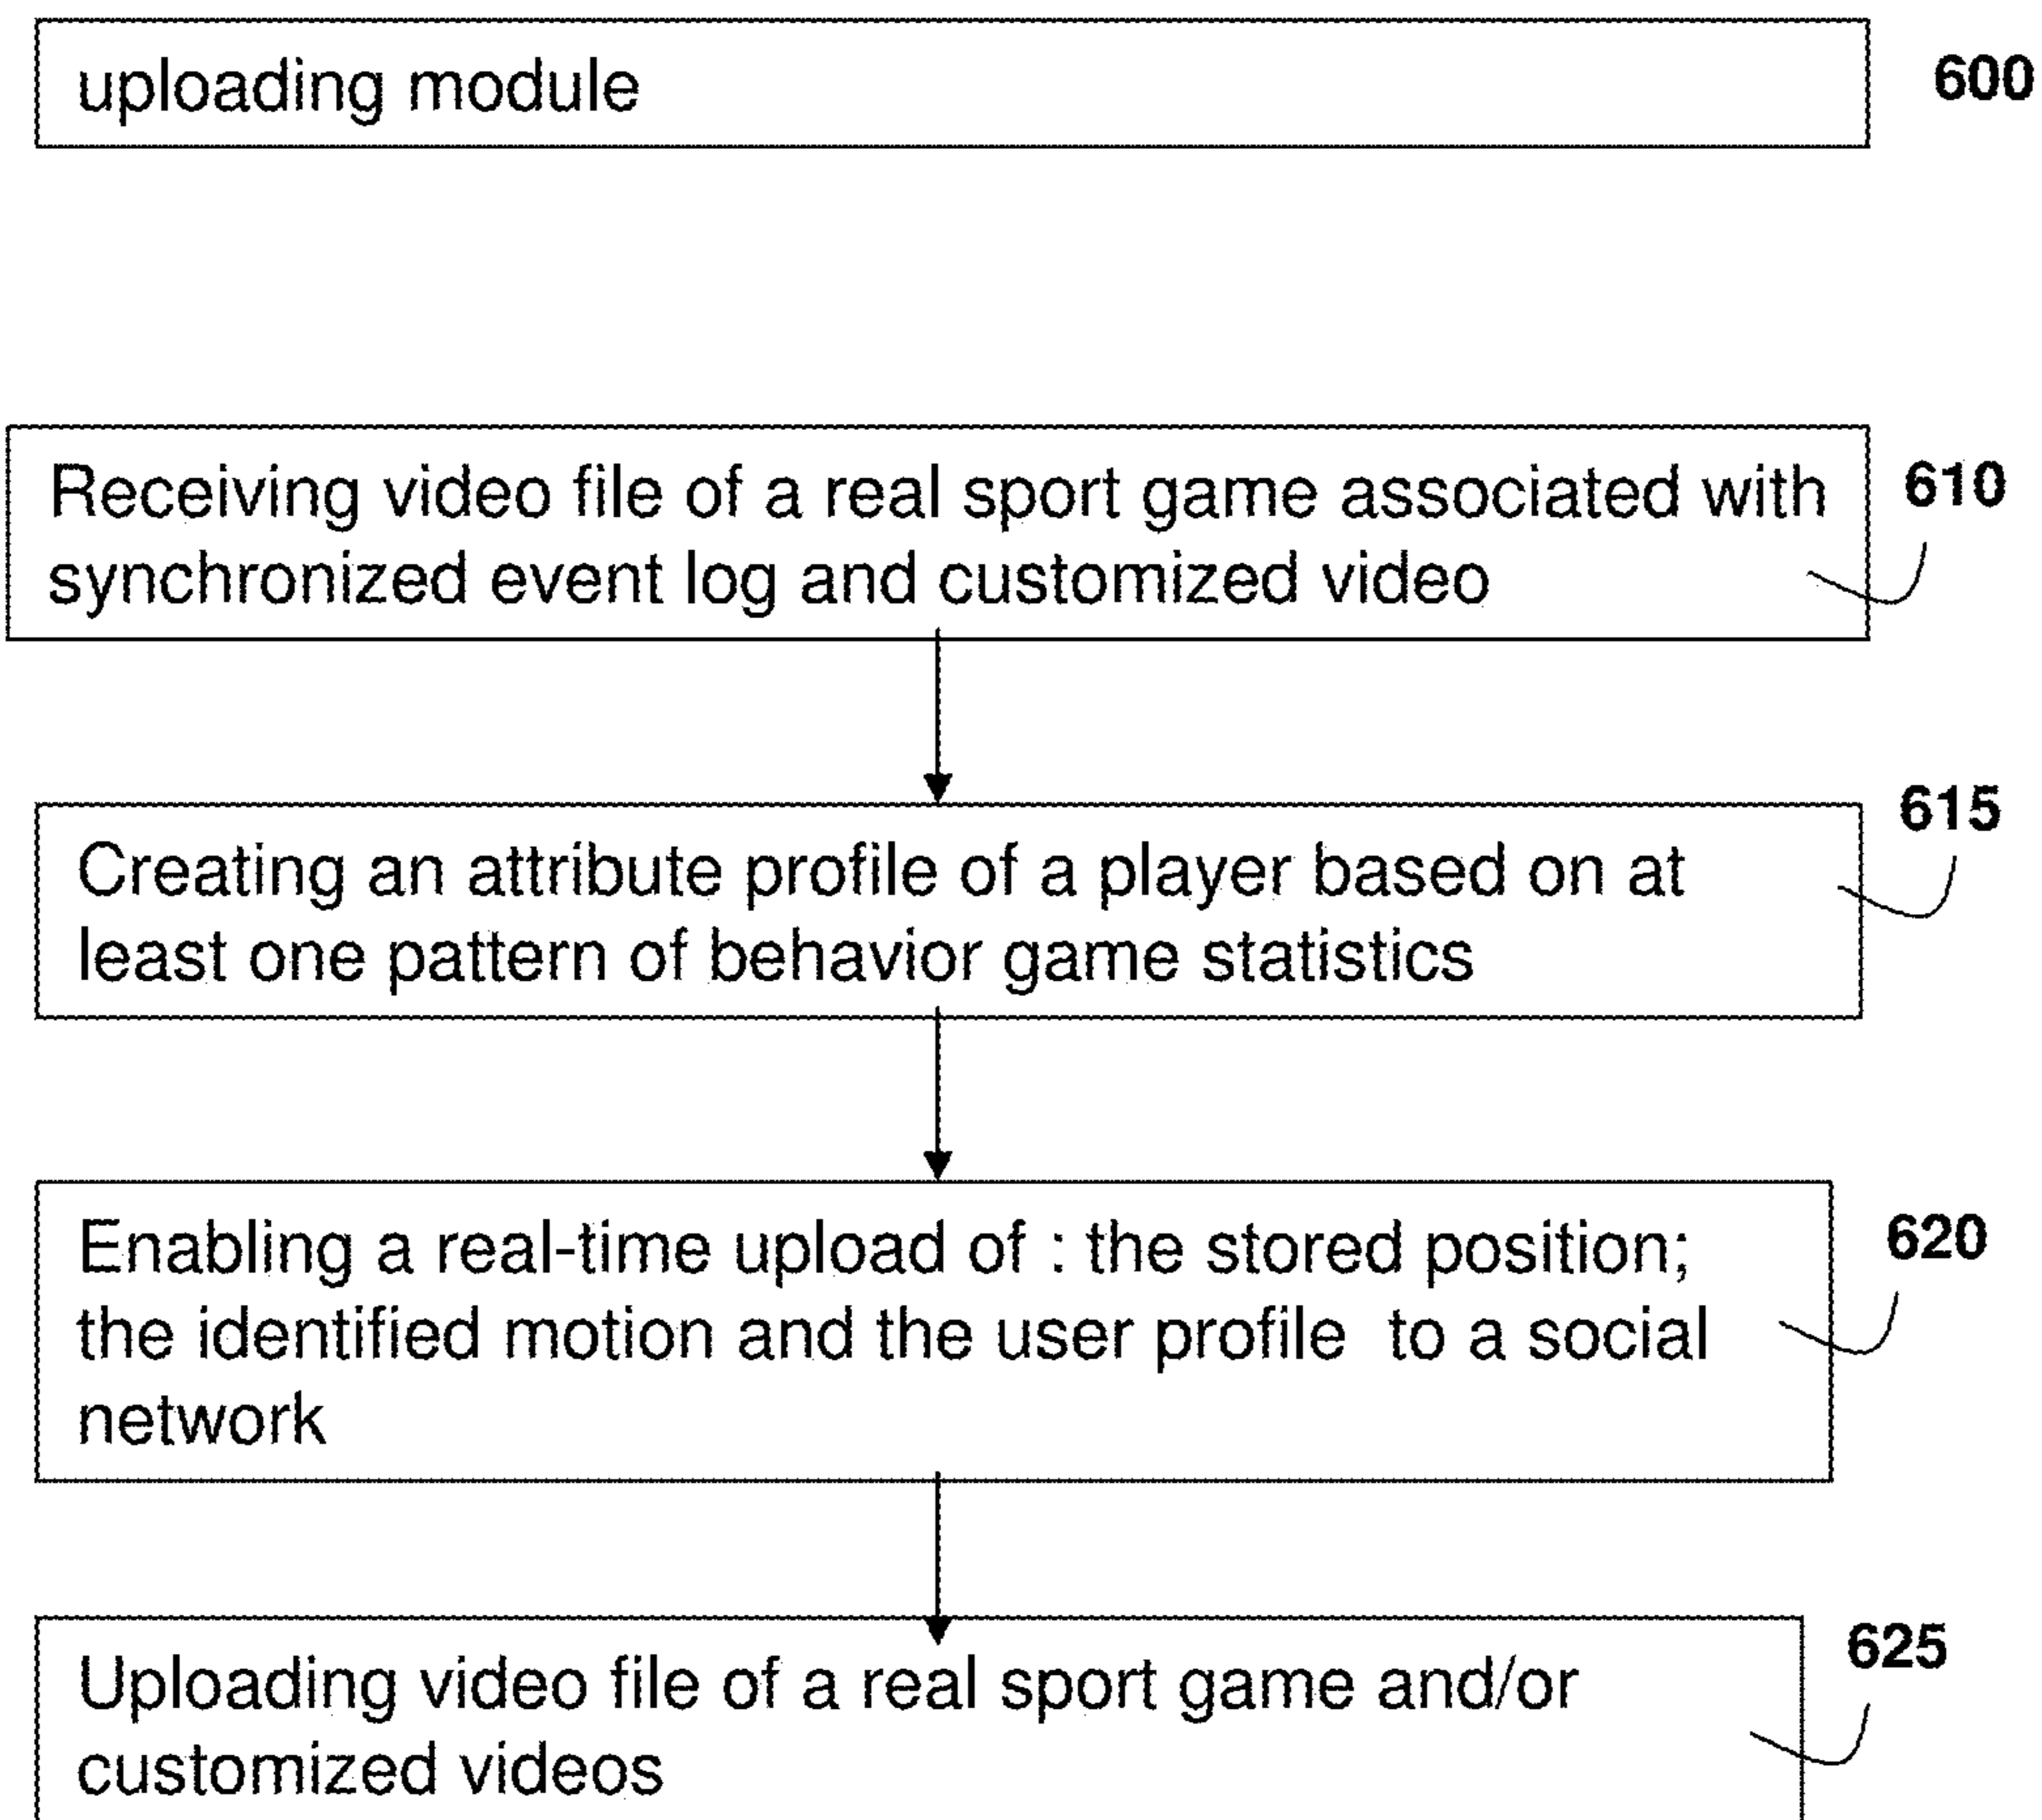 uploading module
600
Receiving video file of a real sport game associated with
synchronized event log and customized video
610
Creating an attribute profile of a player based on at
least one pattern of behavior game statistics
615
Enabling a real-time upload of : the stored position;
the identified motion and the user profile to a social
network
620
Uploading video file of a real sport game and/or
customized videos
625